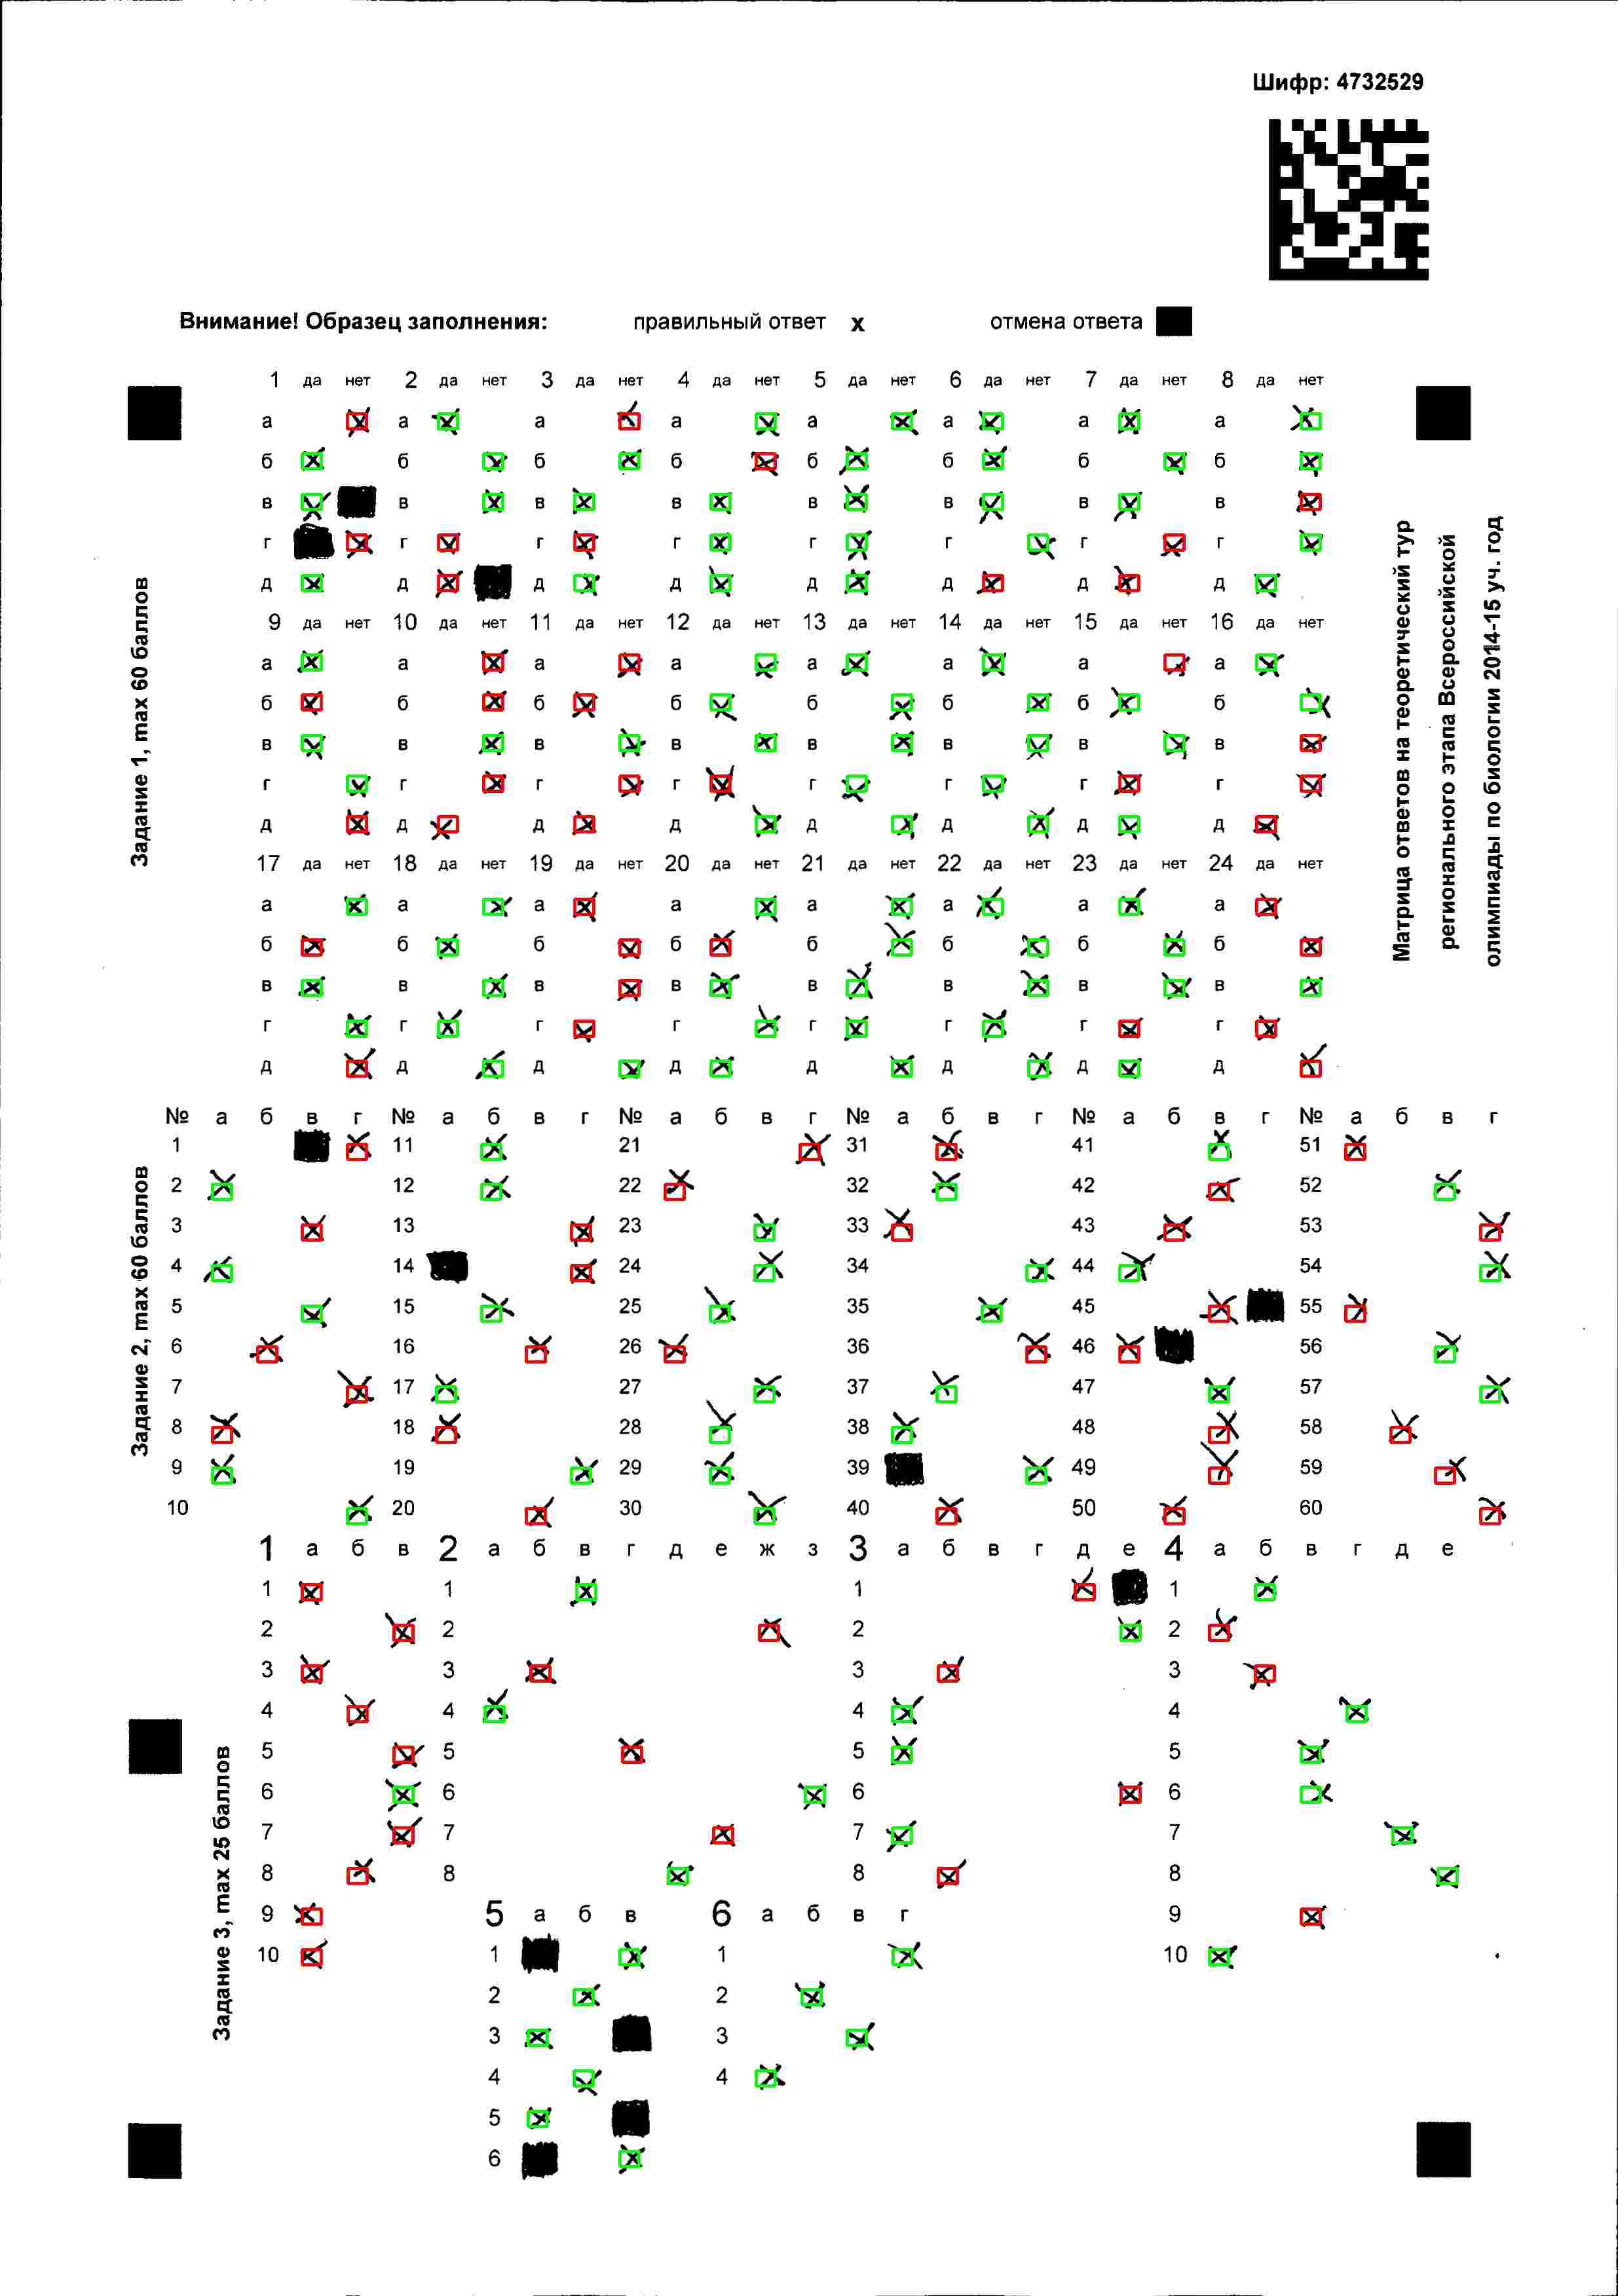 Шифр: 4732529
Внимание! Образец заполнения: правильный ответ x отмена ответа
1 да нет 2 да нет 3 да нет 4 да нет 5 да нет 6 да нет 7 да нет 8 да нет
а а а а а а а а
б б б б б б б б
в в в в в в в в
г г г г г г г г
д д д д д д д д
9 да нет 10 да нет 11 да нет 12 да нет 13 да нет 14 да нет 15 да нет 16 да нет
а а а а а а а а
б б б б б б б б
в в в в в в в в
г г г г г г г г
д д д д д д д д
17 да нет 18 да нет 19 да нет 20 да нет 21 да нет 22 да нет 23 да нет 24 да нет
а а а а а а а а
б б б б б б б б
в в в в в в в в
г г г г г г г г
д д д д д д д д
Задание 1, max 60 баллов
Матрица ответов на теоретический тур
регионального этапа Всероссийской
олимпиады по биологии 2014-15 уч. год
№ а б в г № а б в г № а б в г № а б в г № а б в г № а б в г
1 11 21 31 41 51
2 12 22 32 42 52
3 13 23 33 43 53
4 14 24 34 44 54
5 15 25 35 45 55
6 16 26 36 46 56
7 17 27 37 47 57
8 18 28 38 48 58
9 19 29 39 49 59
10 20 30 40 50 60
Задание 2, max 60 баллов
1 а б в 2 а б в г д е ж з 3 а б в г д е 4 а б в г д е
1 1 1 1
2 2 2 2
3 3 3 3
4 4 4 4
5 5 5 5
6 6 6 6
7 7 7 7
8 8 8 8
9 5 а б в 6 а б в г 9
10 1 1 10
2 2
3 3
4 4
5
6
Задание 3, max 25 баллов